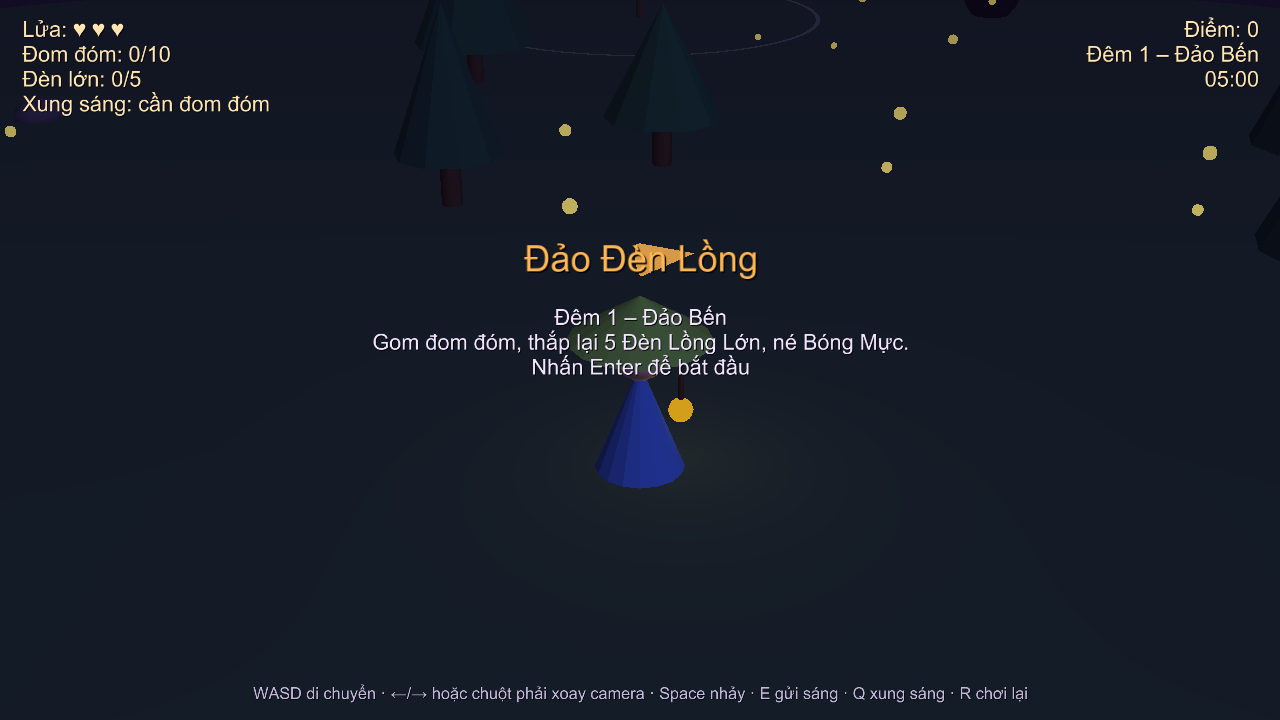 Lửa: ♥ ♥ ♥
Đom đóm: 0/10
Đèn lớn: 0/5
Xung sáng: cần đom đóm
Điểm: 0
Đêm 1 – Đảo Bến
05:00
Đảo Đèn Lồng
Đêm 1 – Đảo Bến
Gom đom đóm, thắp lại 5 Đèn Lồng Lớn, né Bóng Mực.
Nhấn Enter để bắt đầu
WASD di chuyển · ←/→ hoặc chuột phải xoay camera · Space nhảy · E gửi sáng · Q xung sáng · R chơi lại